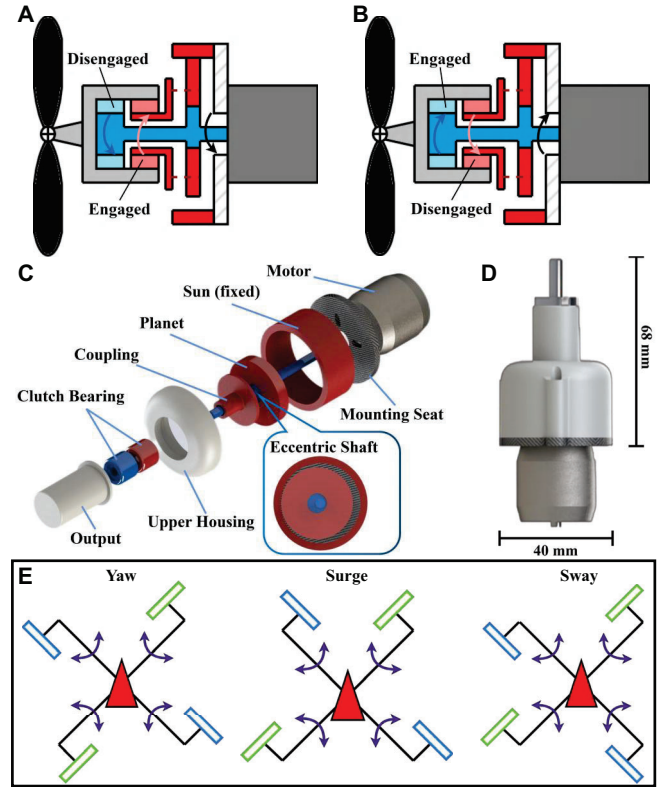 A
Disengaged
Engaged
B
Engaged
Disengaged
C
Motor
Sun (fixed)
Planet
Coupling
Clutch Bearing
Mounting Seat
Eccentric Shaft
Upper Housing
Output
D
68 mm
40 mm
E
Yaw
Surge
Sway